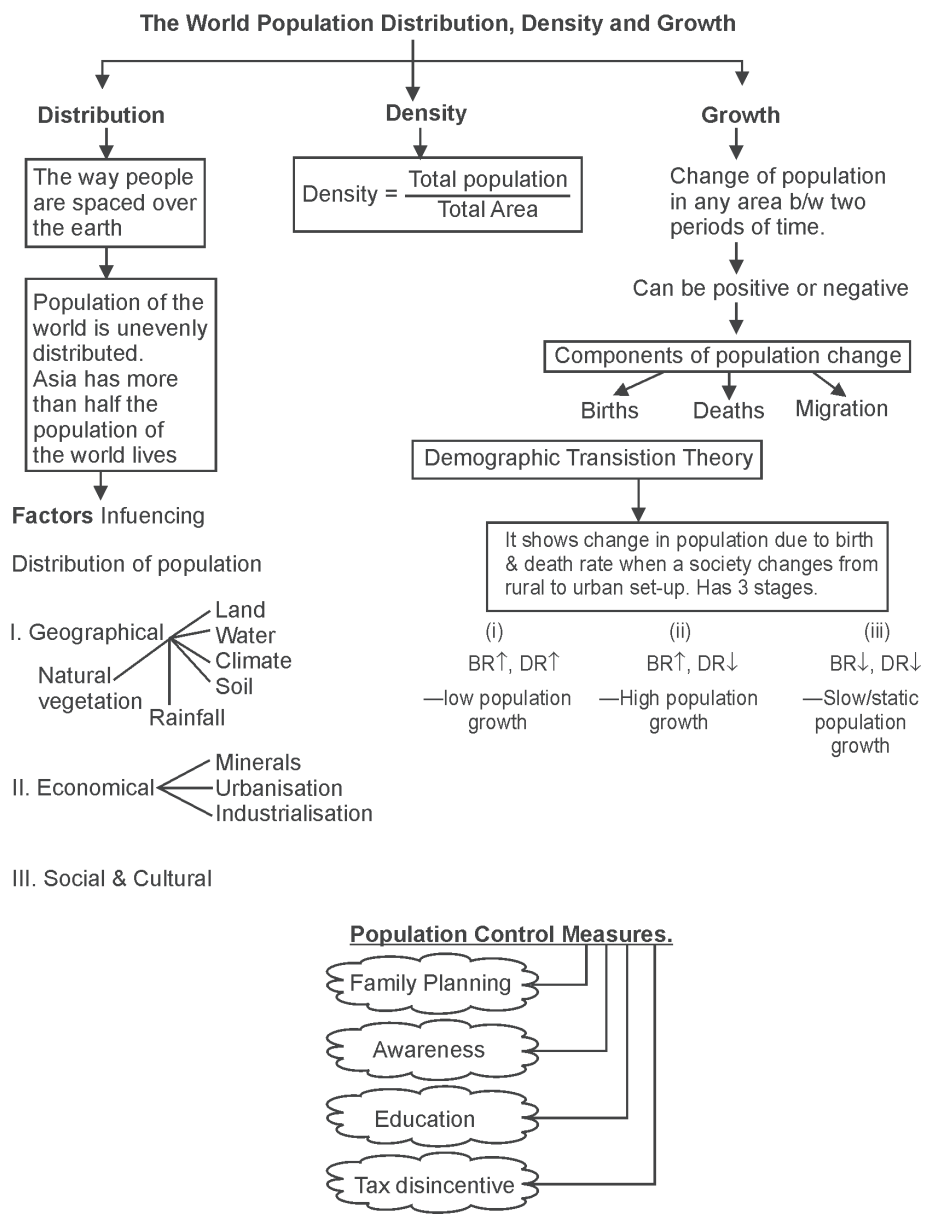 The World Population Distribution, Density and Growth
Distribution
The way people
are spaced over
the earth
Population of the
world is unevenly
distributed.
Asia has more
than half the
population of
the world lives
Factors Infuencing
Distribution of population
I. Geographical
Land
Water
Climate
Soil
Rainfall
Natural
vegetation
II. Economical
Minerals
Urbanisation
Industrialisation
III. Social & Cultural
Density
Density = Total population
Total Area
Growth
Change of population
in any area b/w two
periods of time.
Can be positive or negative
Components of population change
Births Deaths Migration
Demographic Transistion Theory
It shows change in population due to birth
& death rate when a society changes from
rural to urban set-up. Has 3 stages.
(i)
BR↑, DR↑
—low population
growth
(ii)
BR↑, DR↓
—High population
growth
(iii)
BR↓, DR↓
—Slow/static
population
growth
Population Control Measures.
Family Planning
Awareness
Education
Tax disincentive